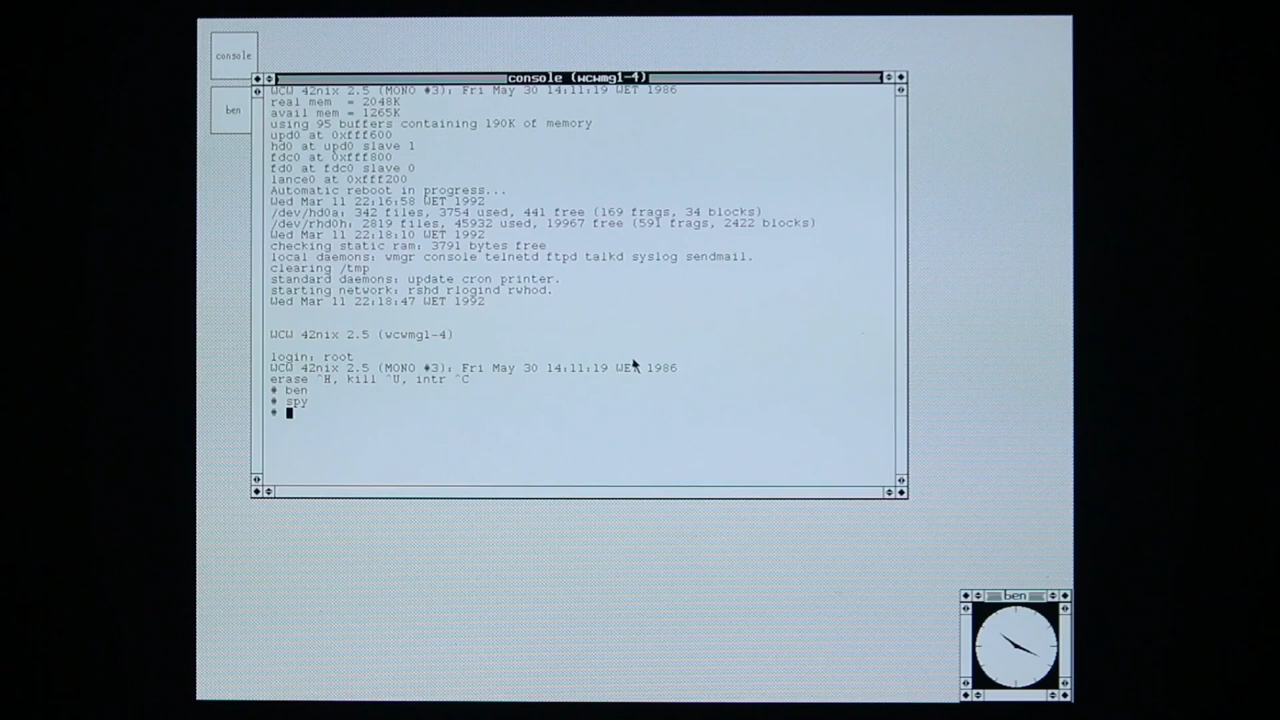 console
ben
console (wcwmg1-4)
WCW 42nix 2.5 (MONO #3): Fri May 30 14:11:19 WET 1986
real mem  = 2048K
avail mem = 1265K
using 95 buffers containing 190K of memory
upd0 at 0xfff600
hd0 at upd0 slave 1
fdc0 at 0xfff800
fd0 at fdc0 slave 0
lance0 at 0xfff200
Automatic reboot in progress...
Wed Mar 11 22:16:58 WET 1992
/dev/hd0a: 342 files, 3754 used, 441 free (169 frags, 34 blocks)
/dev/rhd0h: 2819 files, 45932 used, 19967 free (591 frags, 2422 blocks)
Wed Mar 11 22:18:10 WET 1992
checking static ram: 3791 bytes free
local daemons: wmgr console telnetd ftpd talkd syslog sendmail.
clearing /tmp
standard daemons: update cron printer.
starting network: rshd rlogind rwhod.
Wed Mar 11 22:18:47 WET 1992
WCW 42nix 2.5 (wcwmg1-4)
login: root
WCW 42nix 2.5 (MONO #3): Fri May 30 14:11:19 WET 1986
erase ^H, kill ^U, intr ^C
# ben
# spy
#
ben